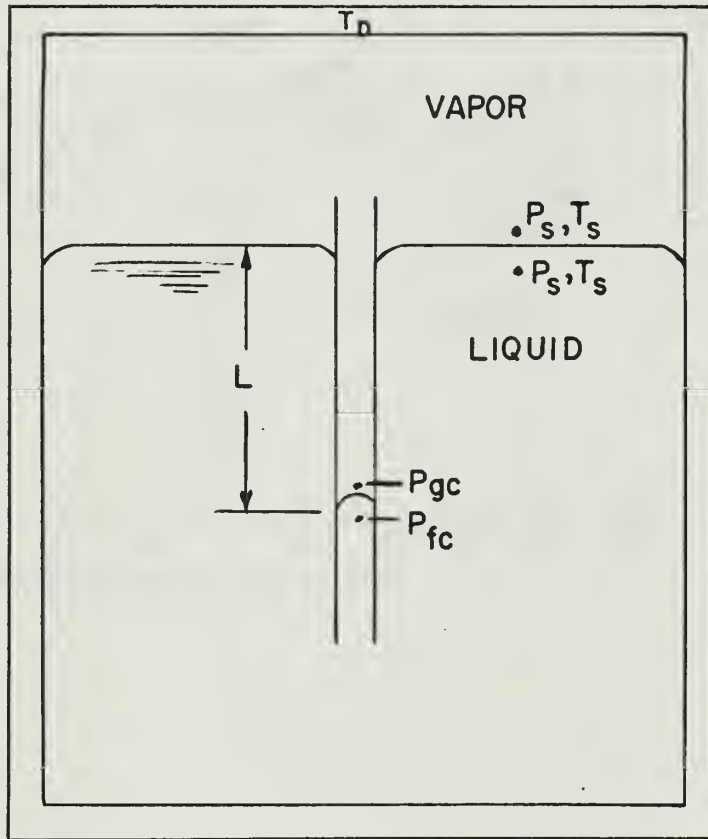 T_D
VAPOR
P_s, T_s
P_s, T_s
LIQUID
L
P_gc
P_fc